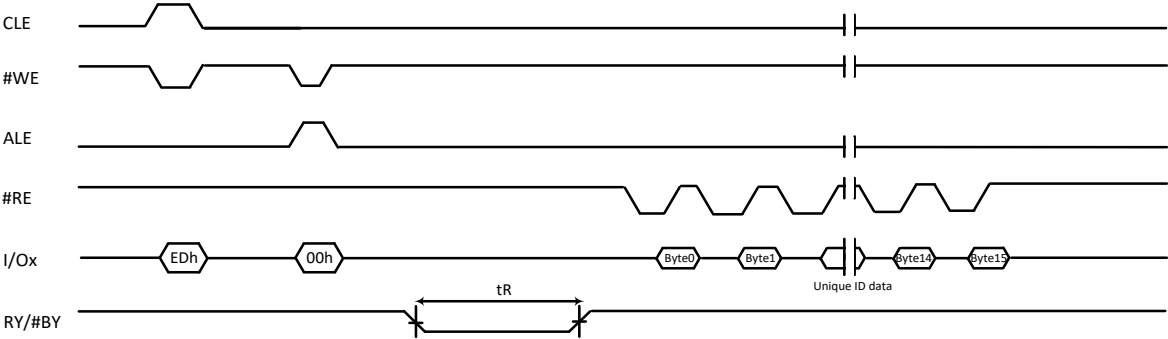 CLE
#WE
ALE
#RE
I/Ox EDh 00h Byte0 Byte1 Byte14 Byte15
Unique ID data
tR
RY/#BY